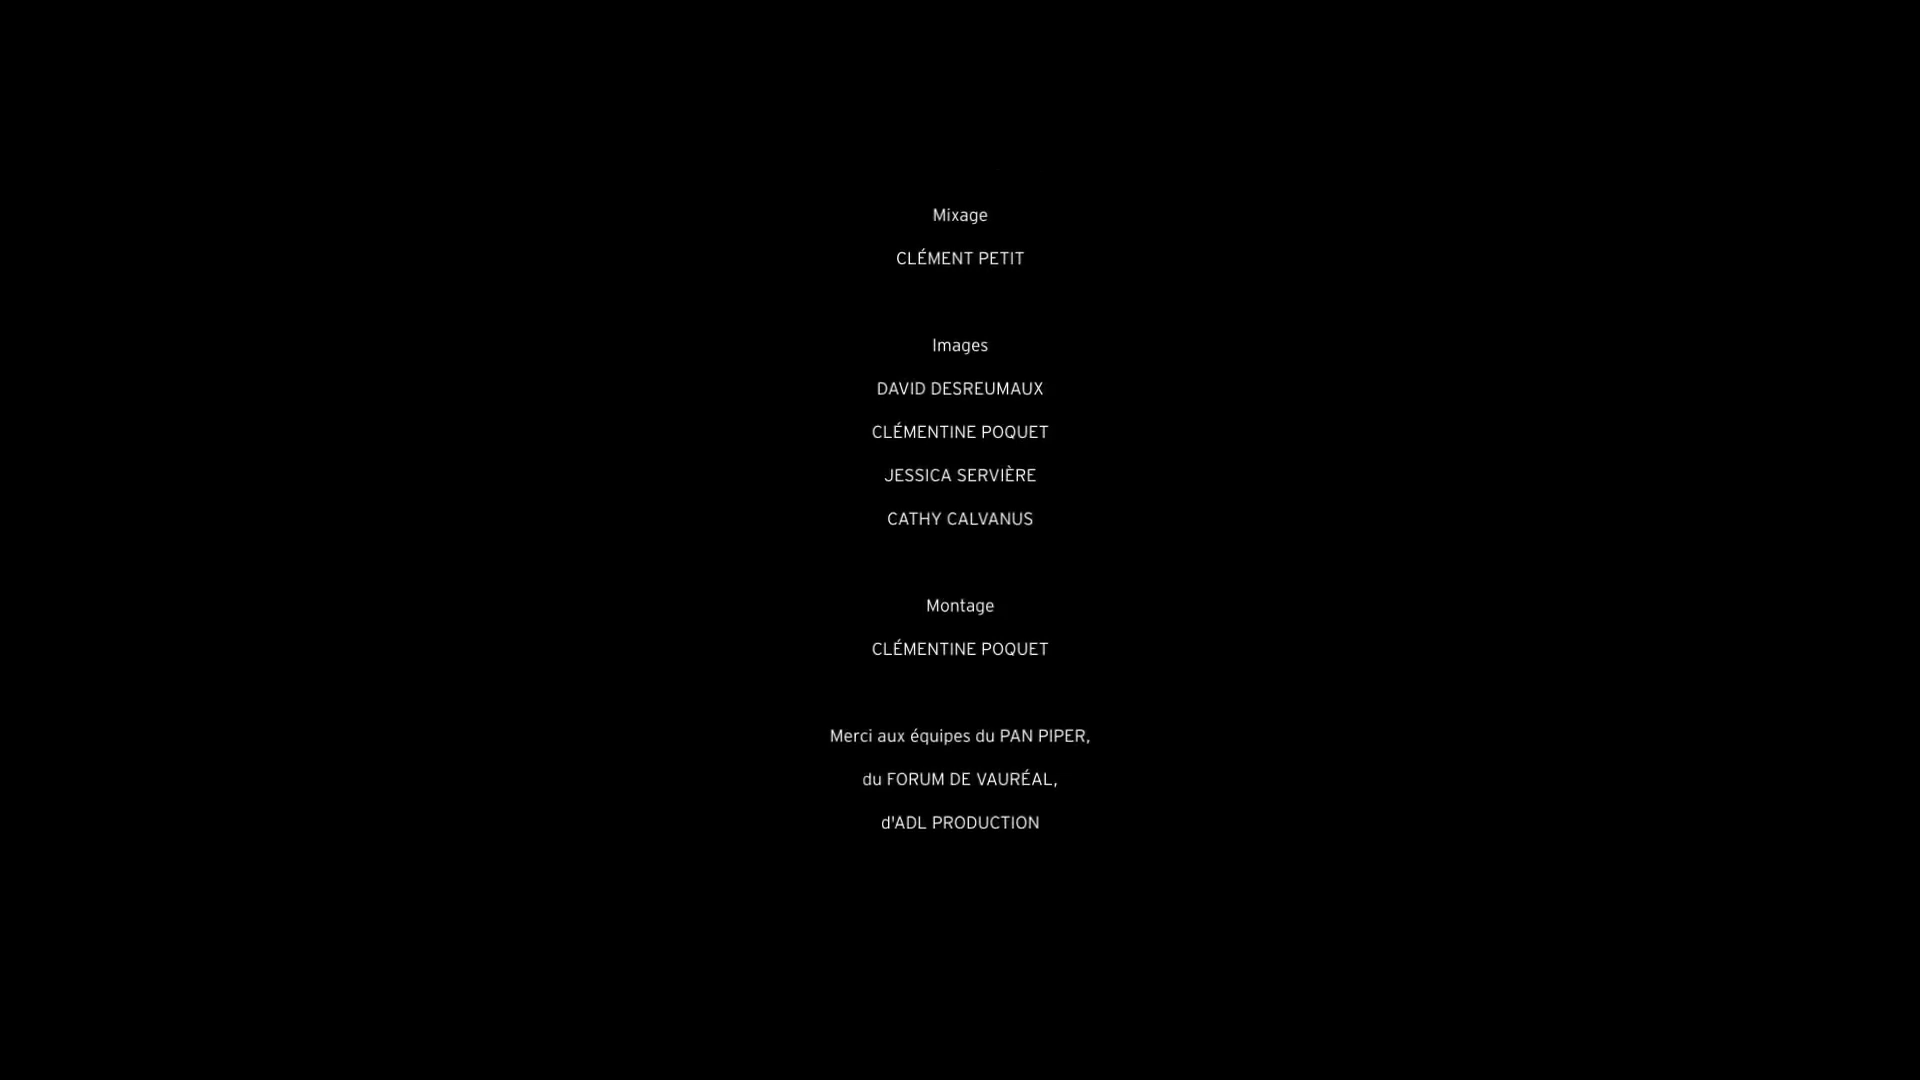 Mixage
CLÉMENT PETIT
Images
DAVID DESREUMAUX
CLÉMENTINE POQUET
JESSICA SERVIÈRE
CATHY CALVANUS
Montage
CLÉMENTINE POQUET
Merci aux équipes du PAN PIPER,
du FORUM DE VAURÉAL,
d'ADL PRODUCTION